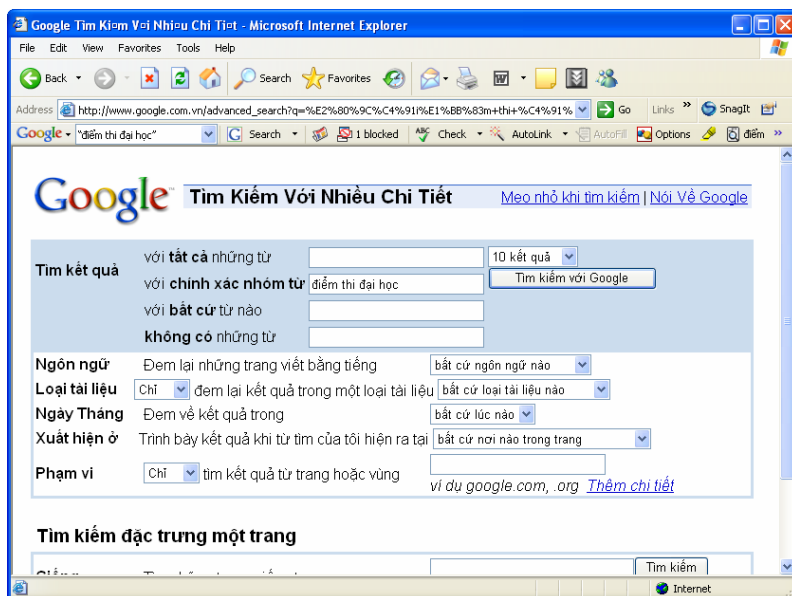 Google Tìm Kiếm Với Nhiều Chi Tiết - Microsoft Internet Explorer
File Edit View Favorites Tools Help
Back Search Favorites
Address http://www.google.com.vn/advanced_search?q=%E2%80%9C%C4%91i%E1%BB%83m+thi+%C4%91% Go Links » SnagIt
Google "điểm thi đại học" Search 1 blocked Check AutoLink AutoFill Options điểm »
Google™ Tìm Kiếm Với Nhiều Chi Tiết Mẹo nhỏ khi tìm kiếm | Nói Về Google
Tìm kết quả
với tất cả những từ 10 kết quả
với chính xác nhóm từ điểm thi đại học Tìm kiếm với Google
với bất cứ từ nào
không có những từ
Ngôn ngữ Đem lại những trang viết bằng tiếng bất cứ ngôn ngữ nào
Loại tài liệu Chỉ đem lại kết quả trong một loại tài liệu bất cứ loại tài liệu nào
Ngày Tháng Đem về kết quả trong bất cứ lúc nào
Xuất hiện ở Trình bày kết quả khi từ tìm của tôi hiện ra tại bất cứ nơi nào trong trang
Phạm vi Chỉ tìm kết quả từ trang hoặc vùng
ví dụ google.com, .org Thêm chi tiết
Tìm kiếm đặc trưng một trang
Tìm kiếm
Internet